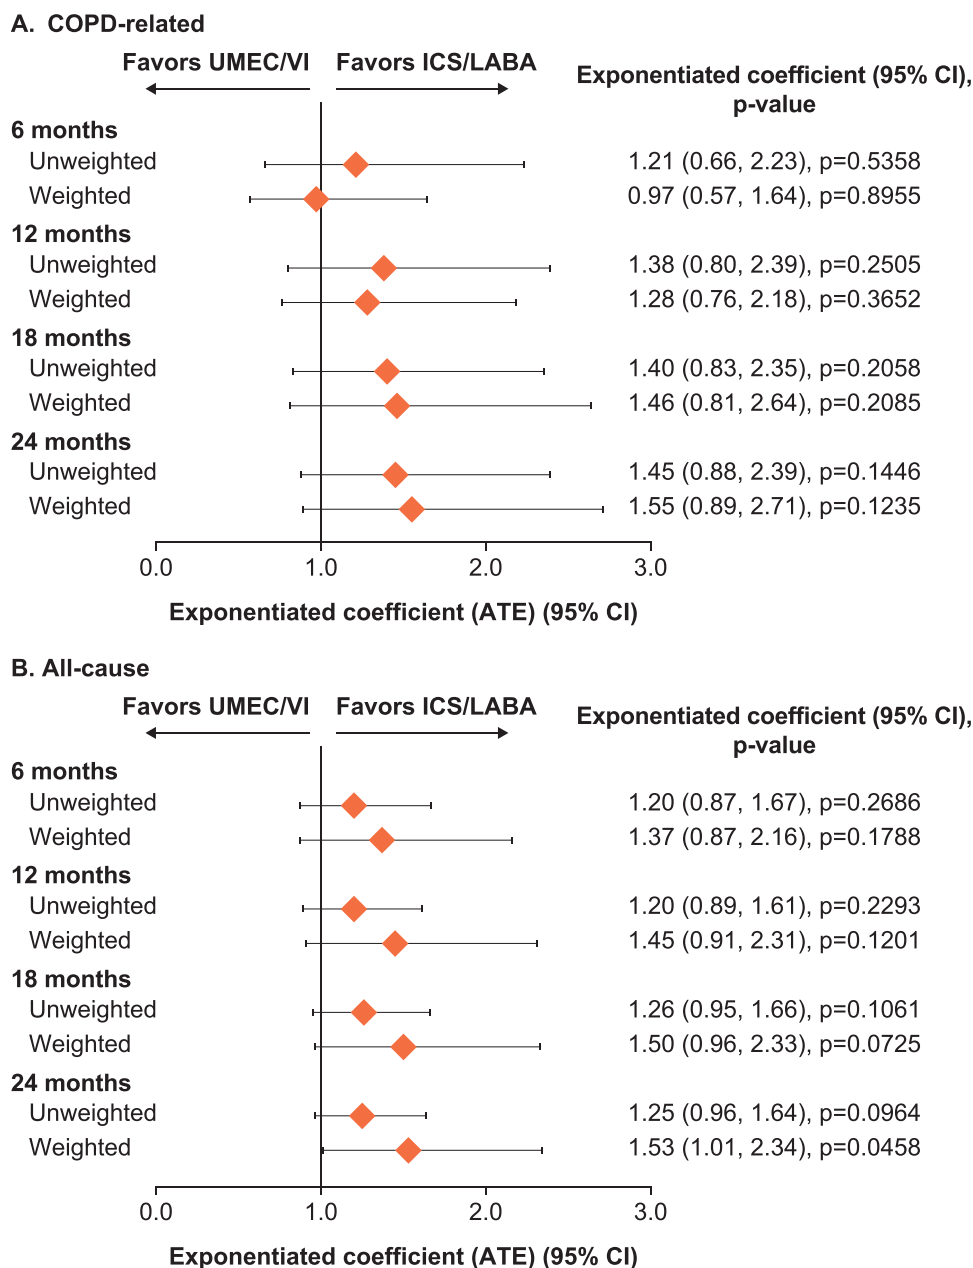 A. COPD-related
Favors UMEC/VI Favors ICS/LABA
Exponentiated coefficient (95% CI),
p-value
6 months
Unweighted 1.21 (0.66, 2.23), p=0.5358
Weighted 0.97 (0.57, 1.64), p=0.8955
12 months
Unweighted 1.38 (0.80, 2.39), p=0.2505
Weighted 1.28 (0.76, 2.18), p=0.3652
18 months
Unweighted 1.40 (0.83, 2.35), p=0.2058
Weighted 1.46 (0.81, 2.64), p=0.2085
24 months
Unweighted 1.45 (0.88, 2.39), p=0.1446
Weighted 1.55 (0.89, 2.71), p=0.1235
0.0 1.0 2.0 3.0
Exponentiated coefficient (ATE) (95% CI)
B. All-cause
Favors UMEC/VI Favors ICS/LABA
Exponentiated coefficient (95% CI),
p-value
6 months
Unweighted 1.20 (0.87, 1.67), p=0.2686
Weighted 1.37 (0.87, 2.16), p=0.1788
12 months
Unweighted 1.20 (0.89, 1.61), p=0.2293
Weighted 1.45 (0.91, 2.31), p=0.1201
18 months
Unweighted 1.26 (0.95, 1.66), p=0.1061
Weighted 1.50 (0.96, 2.33), p=0.0725
24 months
Unweighted 1.25 (0.96, 1.64), p=0.0964
Weighted 1.53 (1.01, 2.34), p=0.0458
0.0 1.0 2.0 3.0
Exponentiated coefficient (ATE) (95% CI)